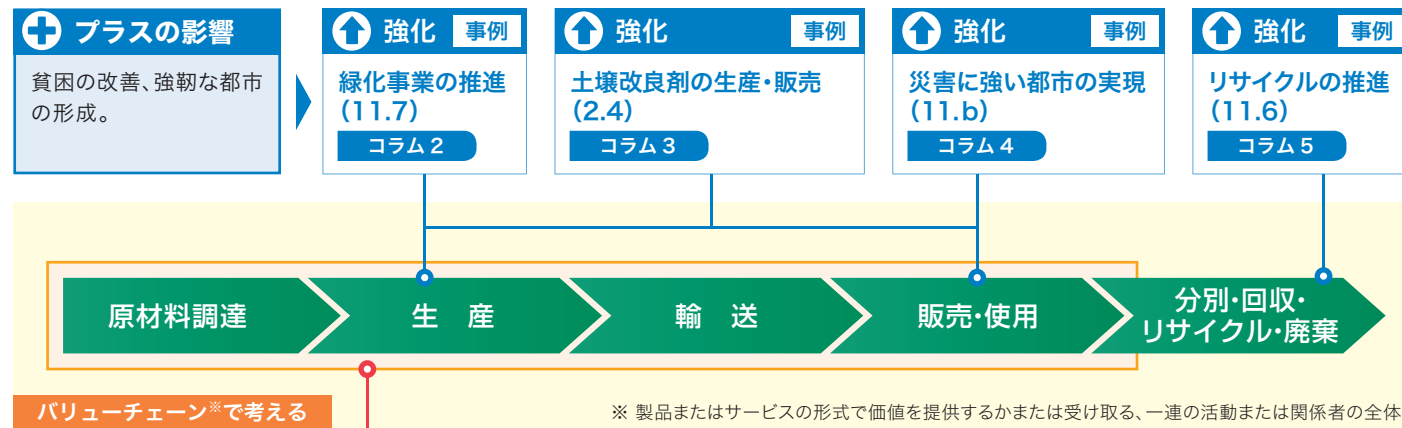 プラスの影響
貧困の改善、強靭な都市
の形成。
強化 事例
緑化事業の推進
(11.7)
コラム 2
強化 事例
土壌改良剤の生産・販売
(2.4)
コラム 3
強化 事例
災害に強い都市の実現
(11.b)
コラム 4
強化 事例
リサイクルの推進
(11.6)
コラム 5
原材料調達
生 産
輸 送
販売・使用
分別・回収・
リサイクル・廃棄
バリューチェーン※で考える
※ 製品またはサービスの形式で価値を提供するかまたは受け取る、一連の活動または関係者の全体